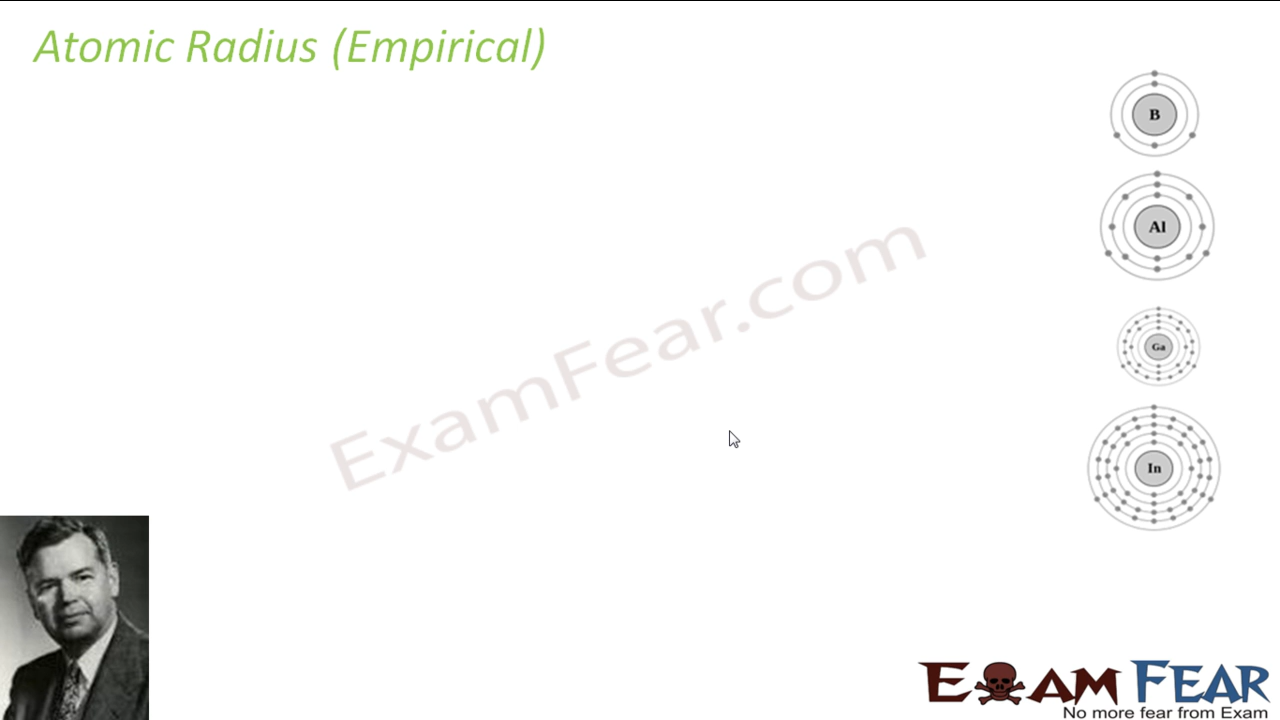 Atomic Radius (Empirical)
B
Al
Ga
ExamFear.com
In
EXAM FEAR
No more fear from Exam